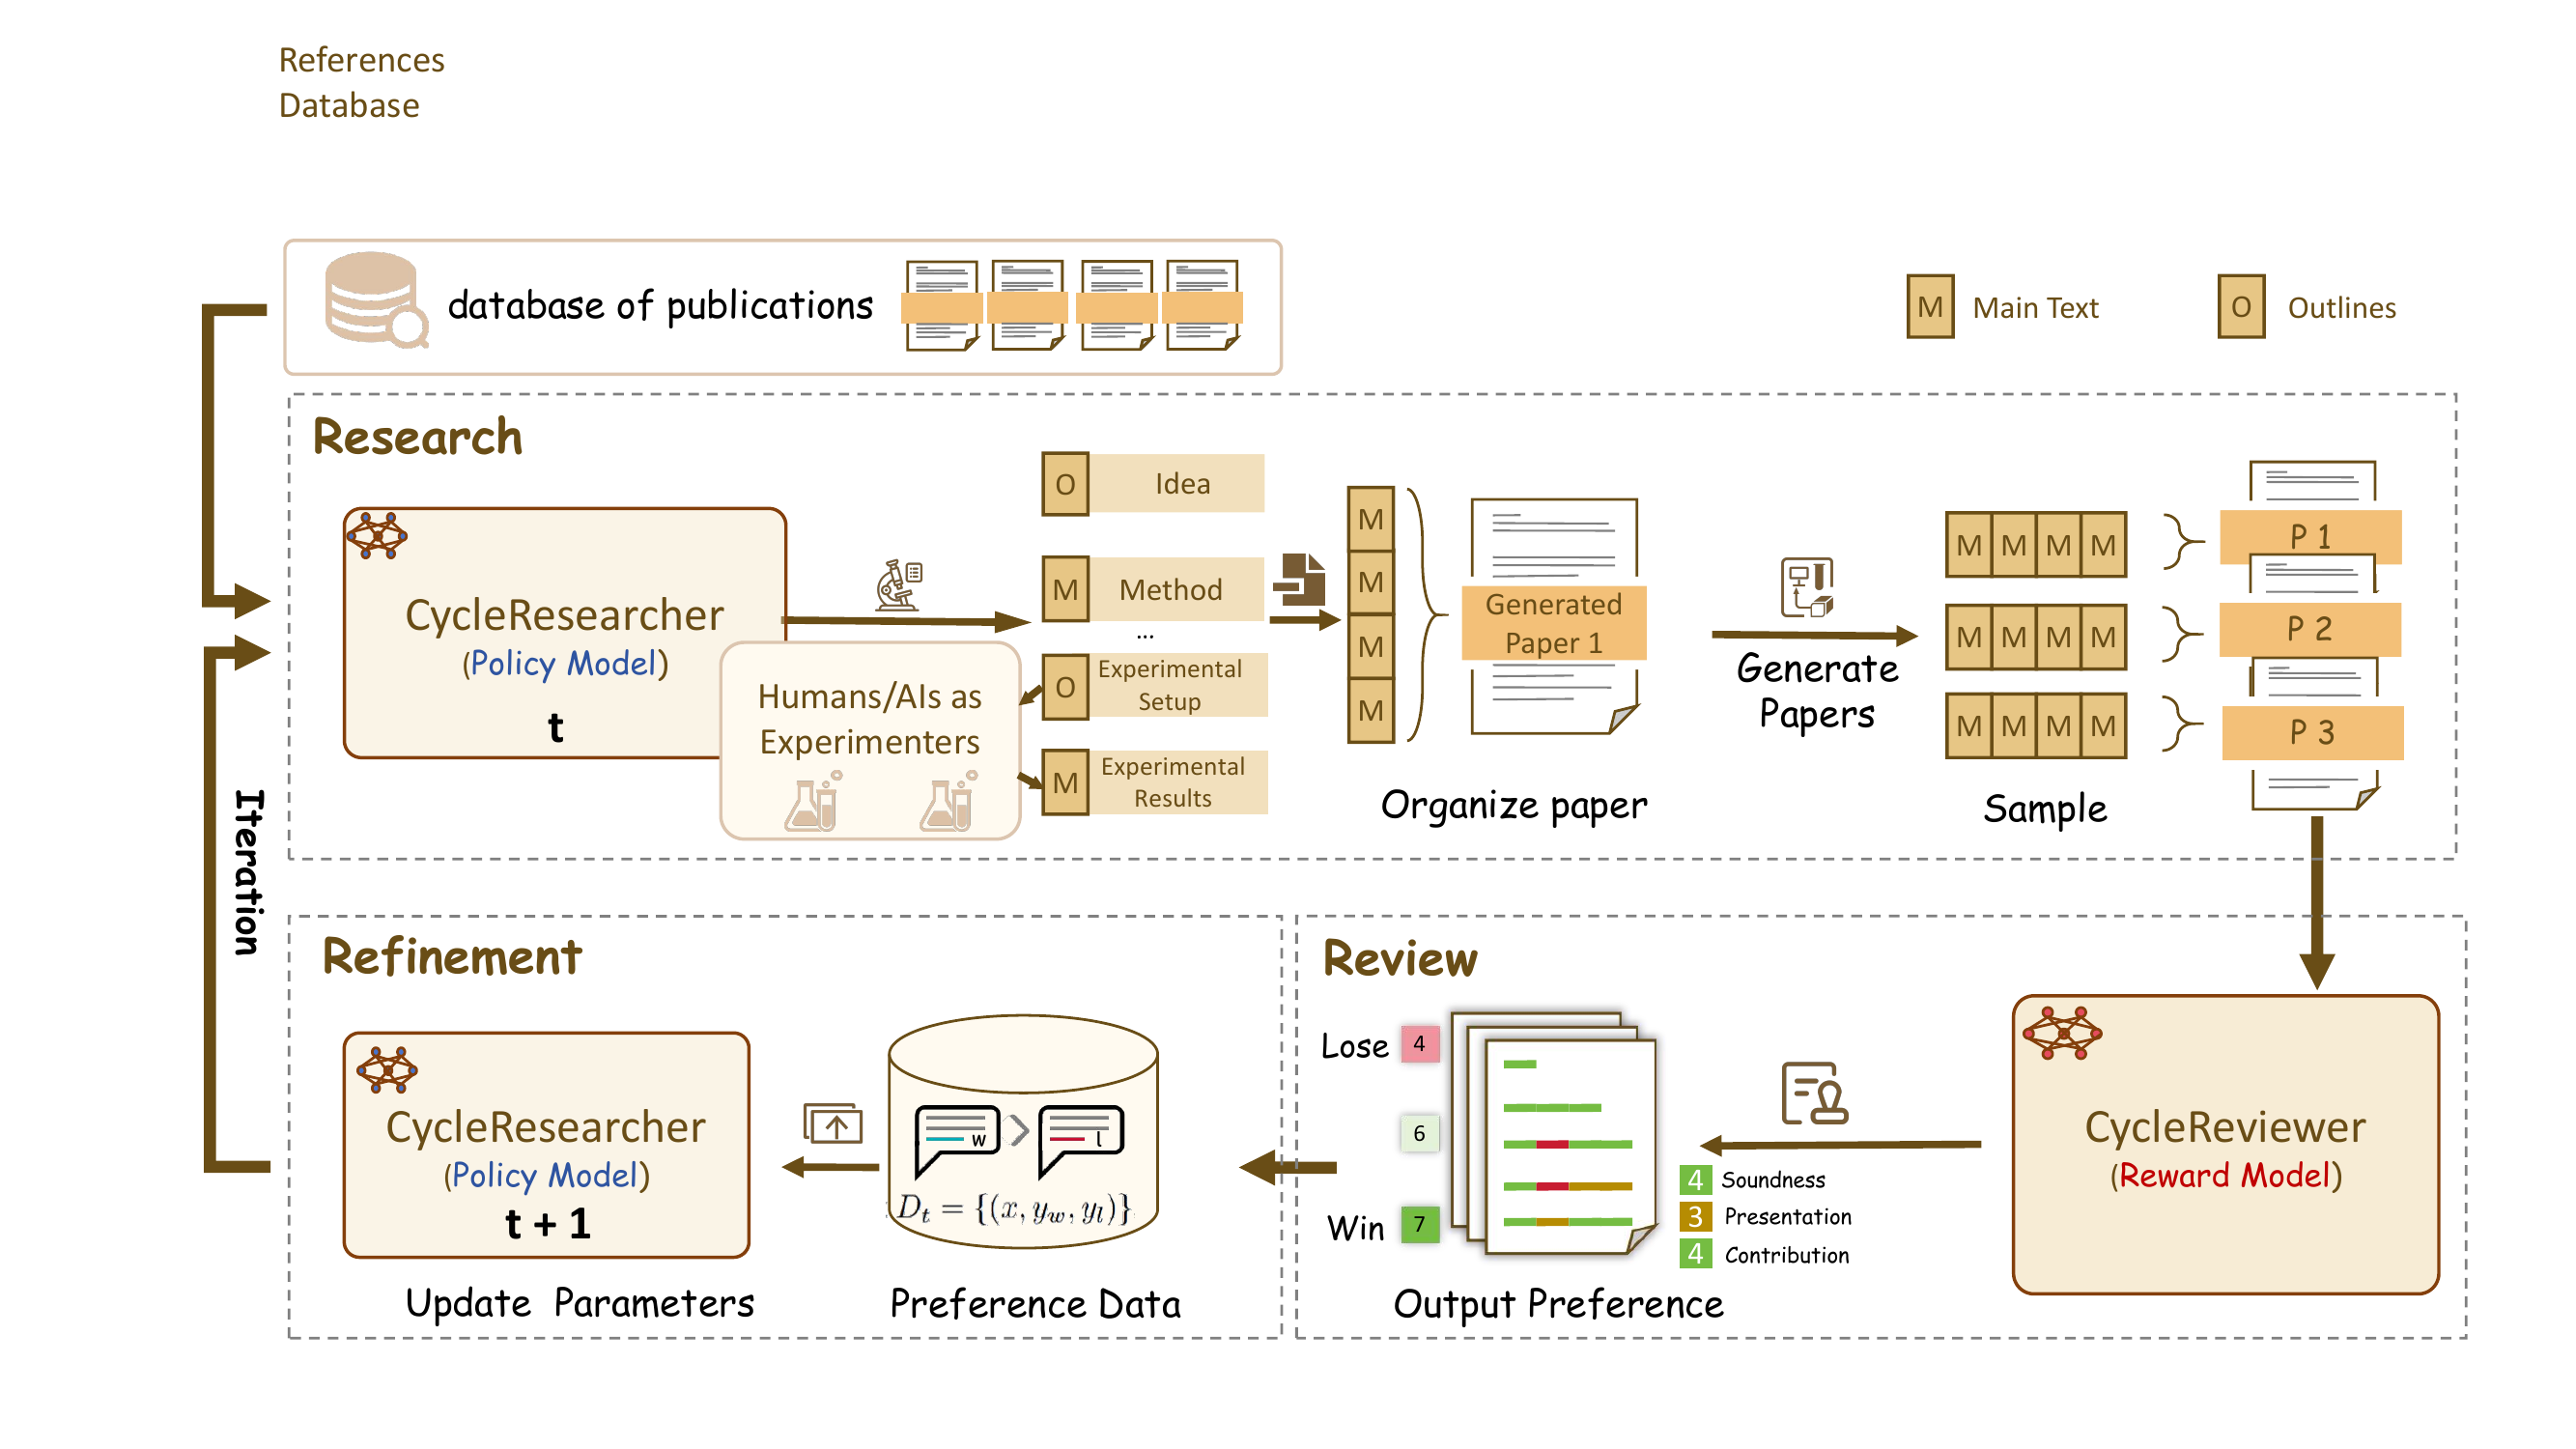 References
Database
database of publications
M Main Text
O Outlines
Research
CycleResearcher
(Policy Model)
t
Humans/AIs as
Experimenters
O Idea
M Method
...
O Experimental
Setup
M Experimental
Results
M
M
M
M
Generated
Paper 1
Organize paper
Generate
Papers
M M M M
M M M M
M M M M
Sample
P 1
P 2
P 3
Iteration
Refinement
CycleResearcher
(Policy Model)
t + 1
Update Parameters
w > l
D_t = {(x, y_w, y_l)}
Preference Data
Review
Lose 4
6
Win 7
Output Preference
4 Soundness
3 Presentation
4 Contribution
CycleReviewer
(Reward Model)